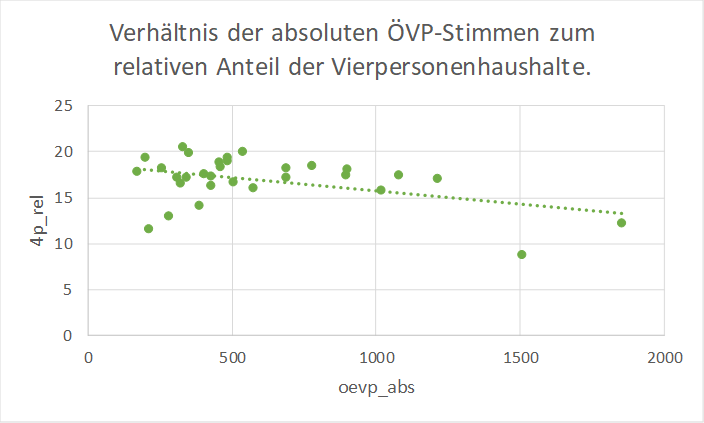 Verhältnis der absoluten ÖVP-Stimmen zum
relativen Anteil der Vierpersonenhaushalte.
25
20
15
10
5
0
4p_rel
0 500 1000 1500 2000
oevp_abs